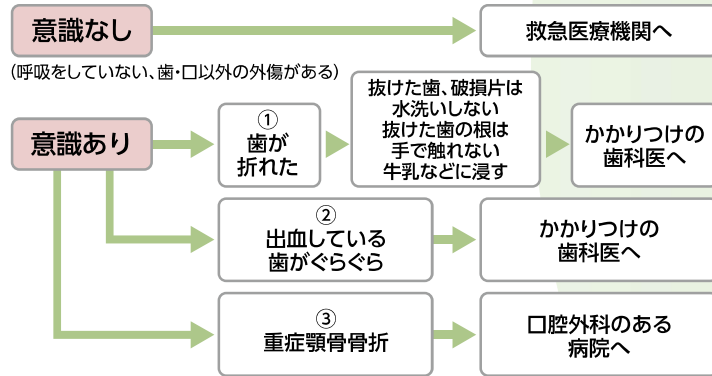 意識なし
救急医療機関へ
（呼吸をしていない、歯・口以外の外傷がある）
意識あり
①
歯が
折れた
抜けた歯、破損片は
水洗いしない
抜けた歯の根は
手で触れない
牛乳などに浸す
かかりつけの
歯科医へ
②
出血している
歯がぐらぐら
かかりつけの
歯科医へ
③
重症顎骨骨折
口腔外科のある
病院へ